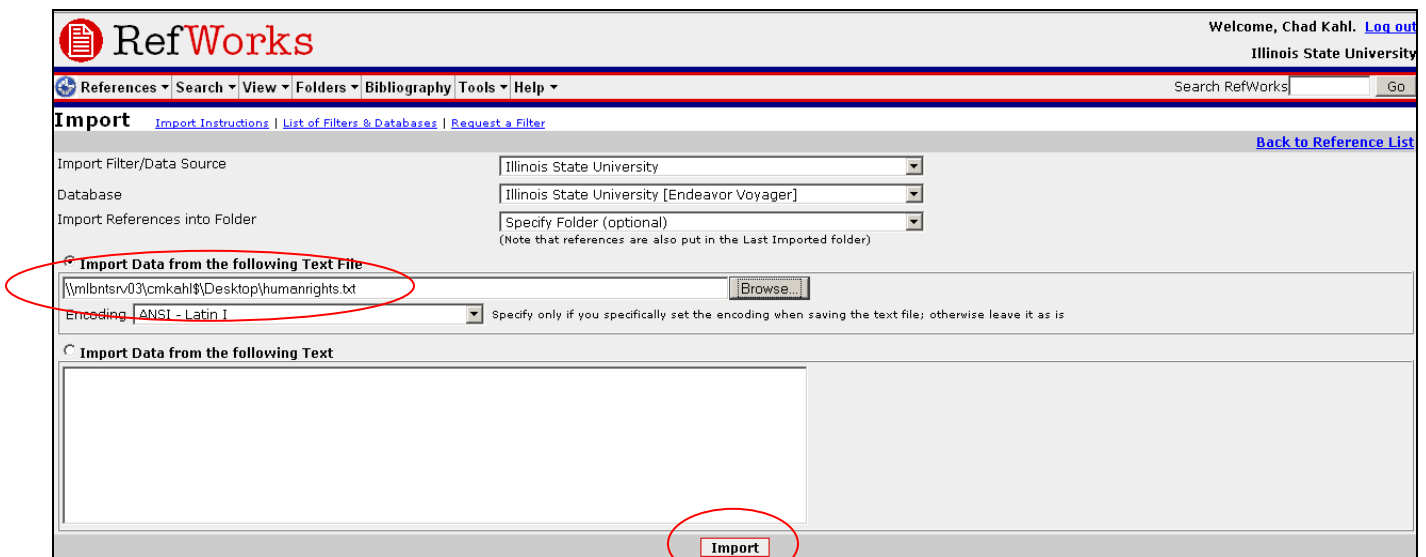 RefWorks
Welcome, Chad Kahl. Log out
Illinois State University
References Search View Folders Bibliography Tools Help
Search RefWorks Go
Import Import Instructions | List of Filters & Databases | Request a Filter
Back to Reference List
Import Filter/Data Source Illinois State University
Database Illinois State University [Endeavor Voyager]
Import References into Folder Specify Folder (optional)
(Note that references are also put in the Last Imported folder)
Import Data from the following Text File
\\mlbntsrv03\cmkahl$\Desktop\humanrights.txt Browse...
Encoding ANSI - Latin I Specify only if you specifically set the encoding when saving the text file; otherwise leave it as is
Import Data from the following Text
Import